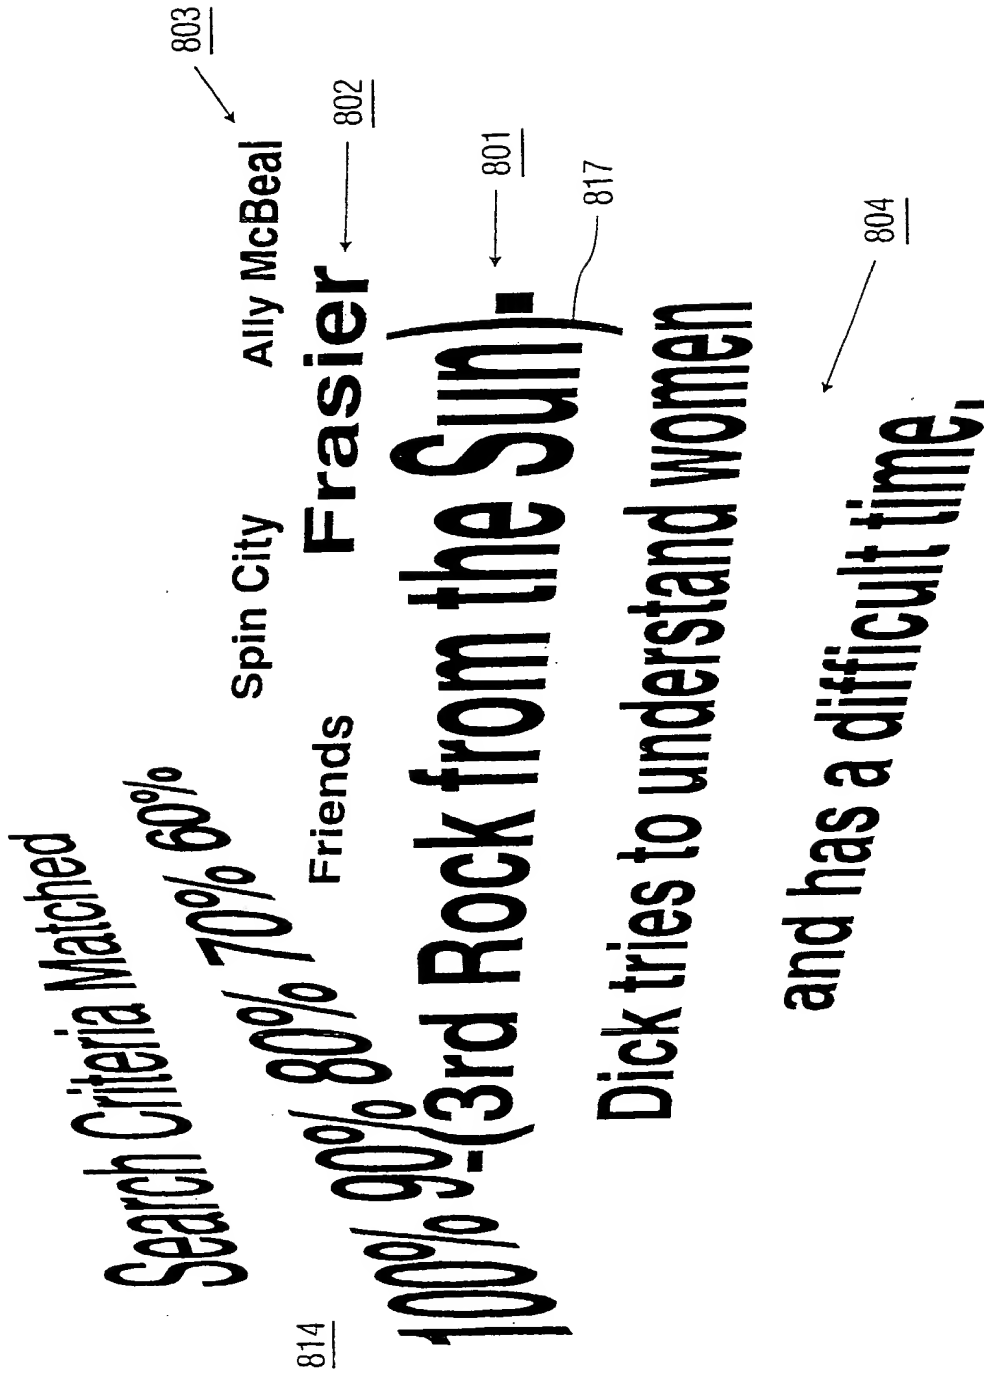 Search Criteria Matched
814
100% 90% 80% 70% 60%
803
Spin City Ally McBeal
802
Friends Frasier
801
-(3rd Rock from the Sun)-
817
Dick tries to understand women
804
and has a difficult time,